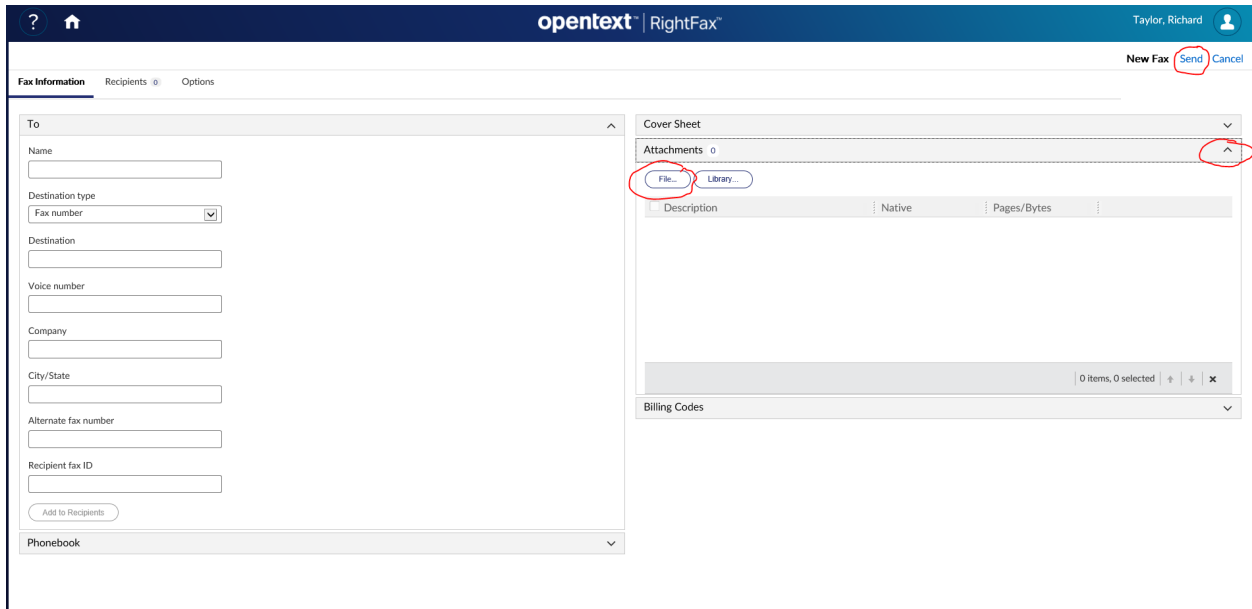 ? opentext™ | RightFax™ Taylor, Richard
New Fax Send Cancel
Fax Information Recipients 0 Options
To
Name
Destination type
Fax number
Destination
Voice number
Company
City/State
Alternate fax number
Recipient fax ID
Add to Recipients
Phonebook
Cover Sheet
Attachments 0
File... Library...
Description Native Pages/Bytes
0 items, 0 selected
Billing Codes